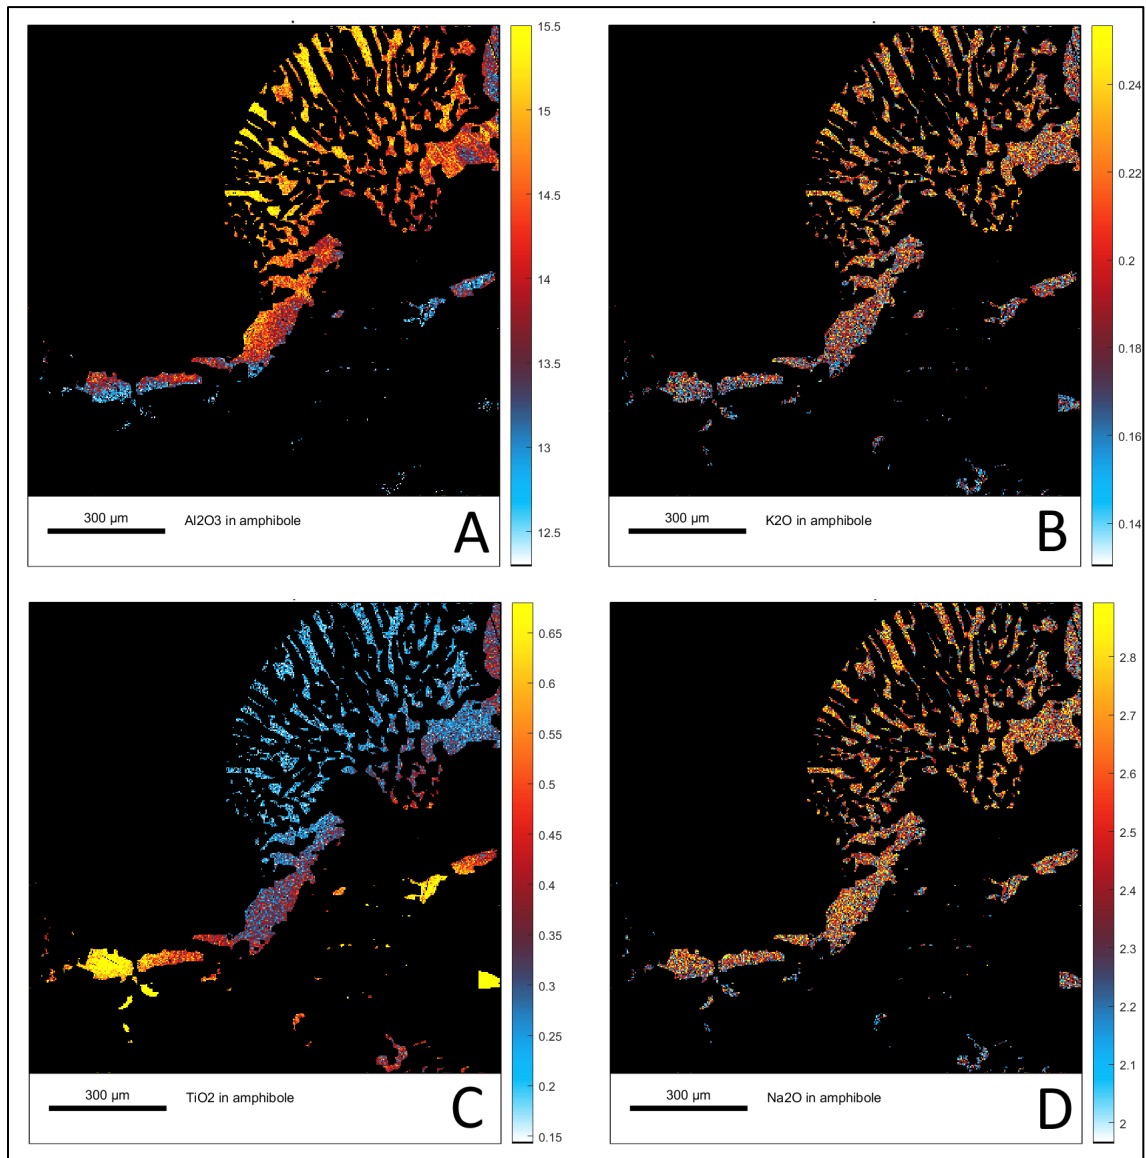 15.5
15
14.5
14
13.5
13
12.5
300 µm
Al2O3 in amphibole
A
0.24
0.22
0.2
0.18
0.16
0.14
300 µm
K2O in amphibole
B
0.65
0.6
0.55
0.5
0.45
0.4
0.35
0.3
0.25
0.2
0.15
300 µm
TiO2 in amphibole
C
2.8
2.7
2.6
2.5
2.4
2.3
2.2
2.1
2
300 µm
Na2O in amphibole
D